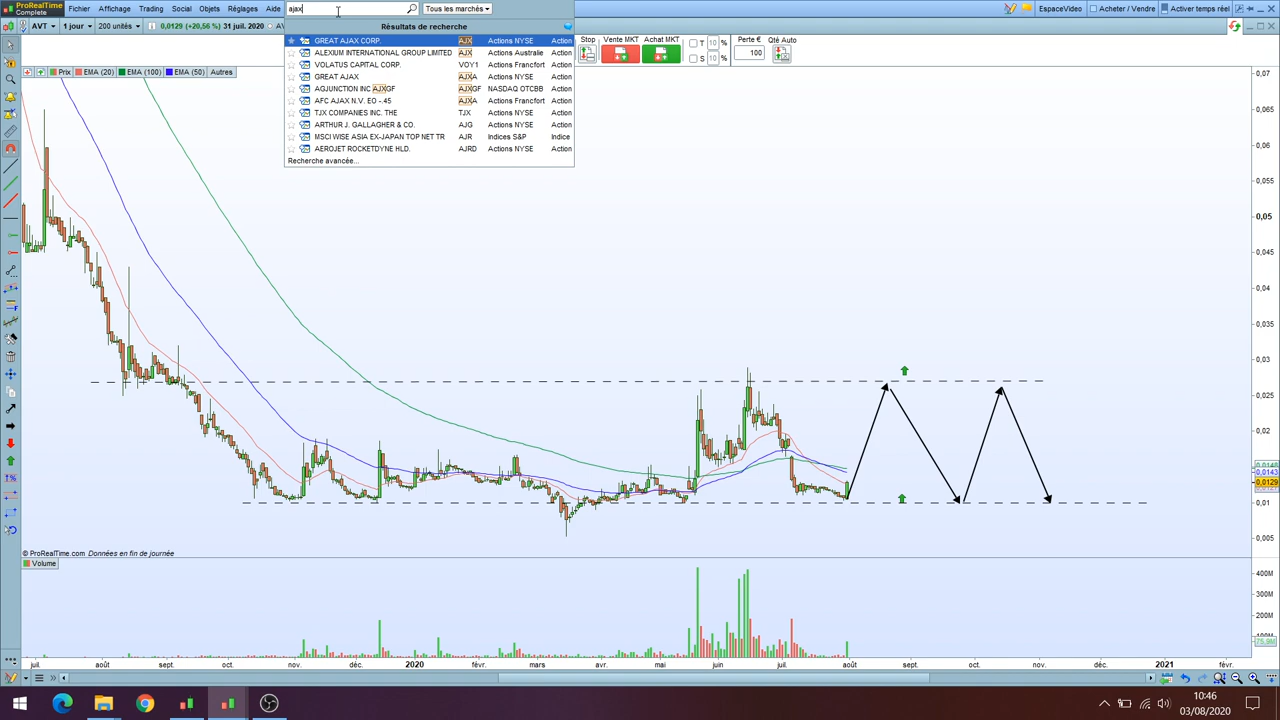 ProRealTime
Complete
Fichier Affichage Trading Social Objets Réglages Aide
ajax
Tous les marchés
EspaceVideo
Acheter / Vendre
Activer temps réel
AVT
1 jour
200 unités
31 juil. 2020
0,0129 (+20,56 %)
Résultats de recherche
GREAT AJAX CORP. AJX Actions NYSE Action
ALEXIUM INTERNATIONAL GROUP LIMITED AJX Actions Australie Action
VOLATUS CAPITAL CORP. VOY1 Actions Francfort Action
GREAT AJAX AJXA Actions NYSE Action
AGJUNCTION INC AJXGF AJXGF NASDAQ OTCBB Action
AFC AJAX N.V. EO -.45 AJXA Actions Francfort Action
TJX COMPANIES INC. THE TJX Actions NYSE Action
ARTHUR J. GALLAGHER & CO. AJG Actions NYSE Action
MSCI WISE ASIA EX-JAPAN TOP NET TR AJR Indices S&P Indice
AEROJET ROCKETDYNE HLD. AJRD Actions NYSE Action
Recherche avancée...
Stop Vente MKT Achat MKT
T 10 %
S 10 %
Perte € Qté Auto
100
Prix EMA (20) EMA (100) EMA (50) Autres
0,07
0,065
0,06
0,055
0,05
0,045
0,04
0,035
0,03
0,025
0,02
0,0143
0,0129
0,01
0,005
© ProRealTime.com Données en fin de journée
Volume
400M
300M
200M
75,9M
juil. août sept. oct. nov. déc. 2020 févr. mars avr. mai juin juil. août sept. oct. nov. déc. 2021 févr.
10:46
03/08/2020